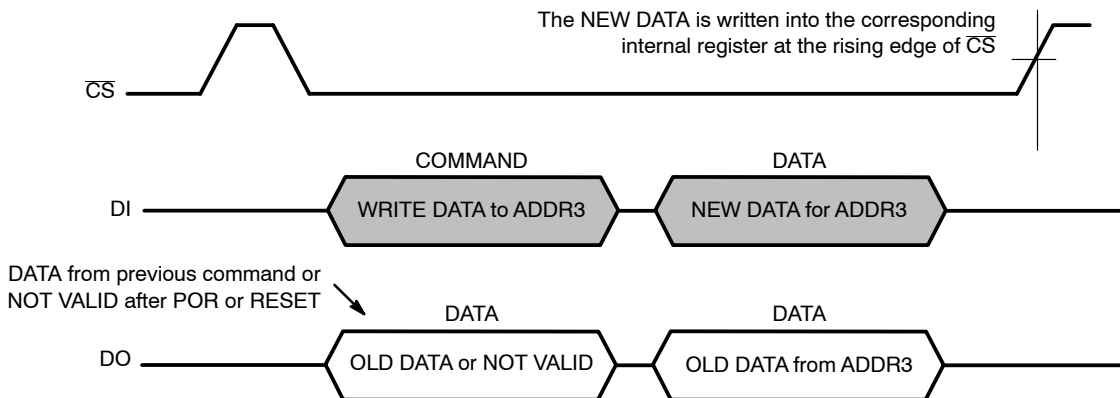 The NEW DATA is written into the corresponding
internal register at the rising edge of CS
CS
COMMAND
DATA
DI
WRITE DATA to ADDR3
NEW DATA for ADDR3
DATA from previous command or
NOT VALID after POR or RESET
DATA
DATA
DO
OLD DATA or NOT VALID
OLD DATA from ADDR3